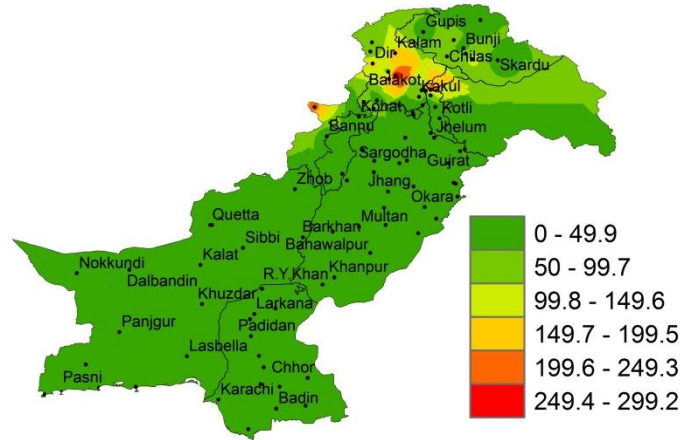 Gupis
Kalam
Bunji
Dir
Chilas
Skardu
Balakot
Kakul
Kohat
Kotli
Bannu
Jhelum
Sargodha
Gujrat
Zhob
Jhang
Okara
Quetta
Barkhan
Multan
Sibbi
Bahawalpur
Kalat
Nokkundi
Dalbandin
R.Y.Khan
Khanpur
Khuzdar
Larkana
Panjgur
Padidan
Lasbella
Chhor
Pasni
Karachi
Badin
0 - 49.9
50 - 99.7
99.8 - 149.6
149.7 - 199.5
199.6 - 249.3
249.4 - 299.2